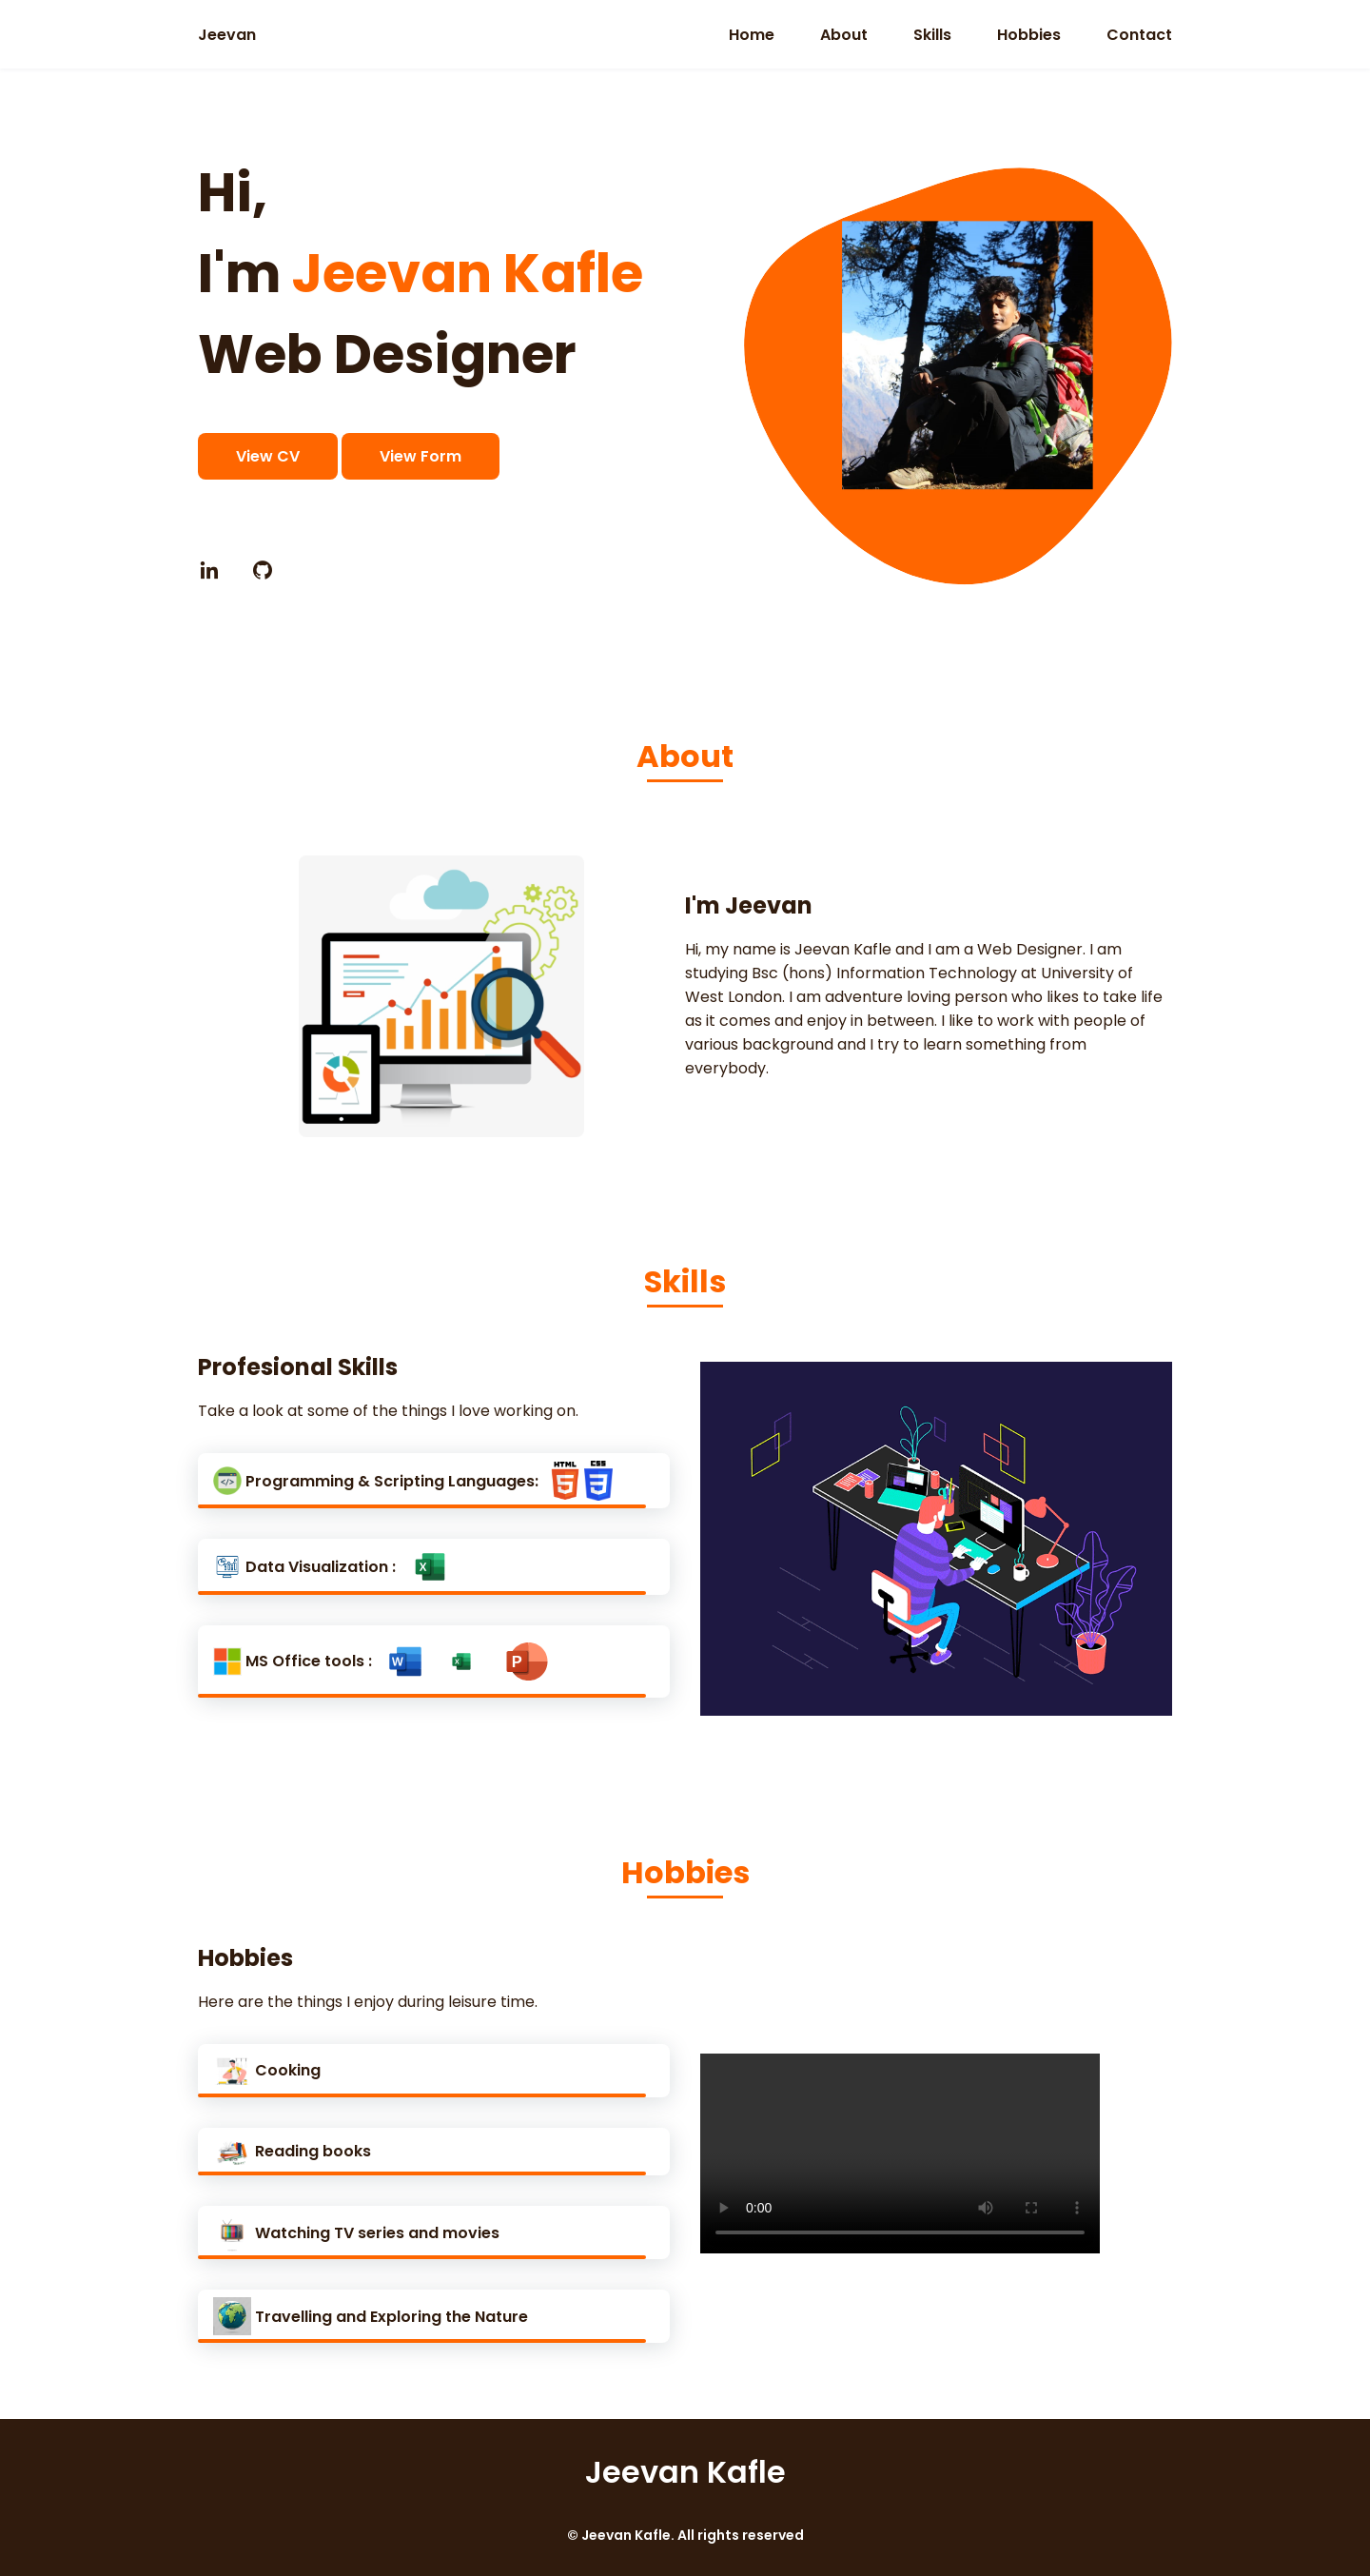 Jeevan
Home About Skills Hobbies Contact
Hi,
I'm Jeevan Kafle
Web Designer
View CV View Form
in
About
I'm Jeevan
Hi, my name is Jeevan Kafle and I am a Web Designer. I am
studying Bsc (hons) Information Technology at University of
West London. I am adventure loving person who likes to take life
as it comes and enjoy in between. I like to work with people of
various background and I try to learn something from
everybody.
Skills
Profesional Skills
Take a look at some of the things I love working on.
</> Programming & Scripting Languages: HTML 5 CSS 3
Data Visualization : X
MS Office tools : W X P
Hobbies
Hobbies
Here are the things I enjoy during leisure time.
Cooking
Reading books
Watching TV series and movies
Travelling and Exploring the Nature
0:00
Jeevan Kafle
© Jeevan Kafle. All rights reserved